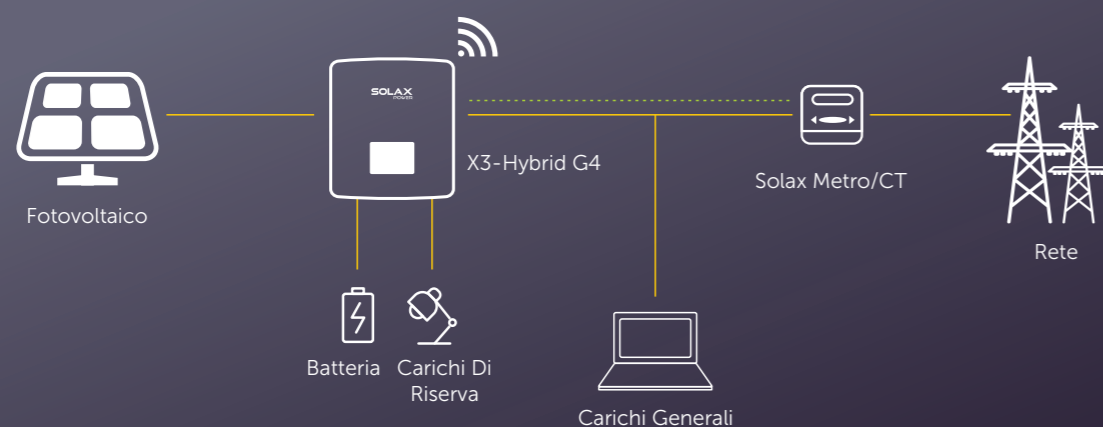 SOLAX
POWER
X3-Hybrid G4
Solax Metro/CT
Fotovoltaico
Rete
Batteria
Carichi Di
Riserva
Carichi Generali